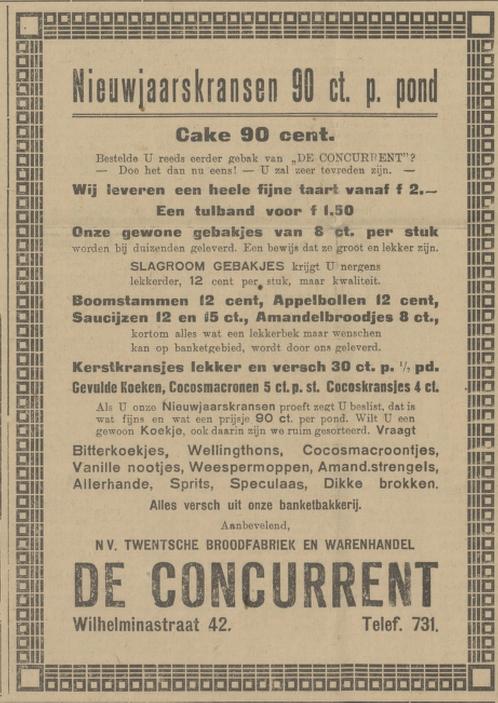 Nieuwjaarskransen 90 ct. p. pond
Cake 90 cent.
Bestelde U reeds eerder gebak van „DE CONCURRENT"?
— Doe het dan nu eens! — U zal zeer tevreden zijn. —
Wij leveren een heele fijne taart vanaf f 2.—
Een tulband voor f 1.50
Onze gewone gebakjes van 8 ct. per stuk
worden bij duizenden geleverd. Een bewijs dat ze groot en lekker zijn.
SLAGROOM GEBAKJES krijgt U nergens
lekkerder, 12 cent per stuk, maar kwaliteit.
Boomstammen 12 cent, Appelbollen 12 cent,
Saucijzen 12 en 15 ct., Amandelbroodjes 8 ct.,
kortom alles wat een lekkerbek maar wenschen
kan op banketgebied, wordt door ons geleverd.
Kerstkransjes lekker en versch 30 ct. p. ½ pd.
Gevulde Koeken, Cocosmacronen 5 ct. p. st. Cocoskransjes 4 ct.
Als U onze Nieuwjaarskransen proeft zegt U beslist, dat is
wat fijns en wat een prijsje 90 ct. per pond. Wilt U een
gewoon Koekje, ook daarin zijn we ruim gesorteerd. Vraagt
Bitterkoekjes, Wellingthons, Cocosmacroontjes,
Vanille nootjes, Weespermoppen, Amand.strengels,
Allerhande, Sprits, Speculaas, Dikke brokken.
Alles versch uit onze banketbakkerij.
Aanbevelend,
N V. TWENTSCHE BROODFABRIEK EN WARENHANDEL
DE CONCURRENT
Wilhelminastraat 42. Telef. 731.